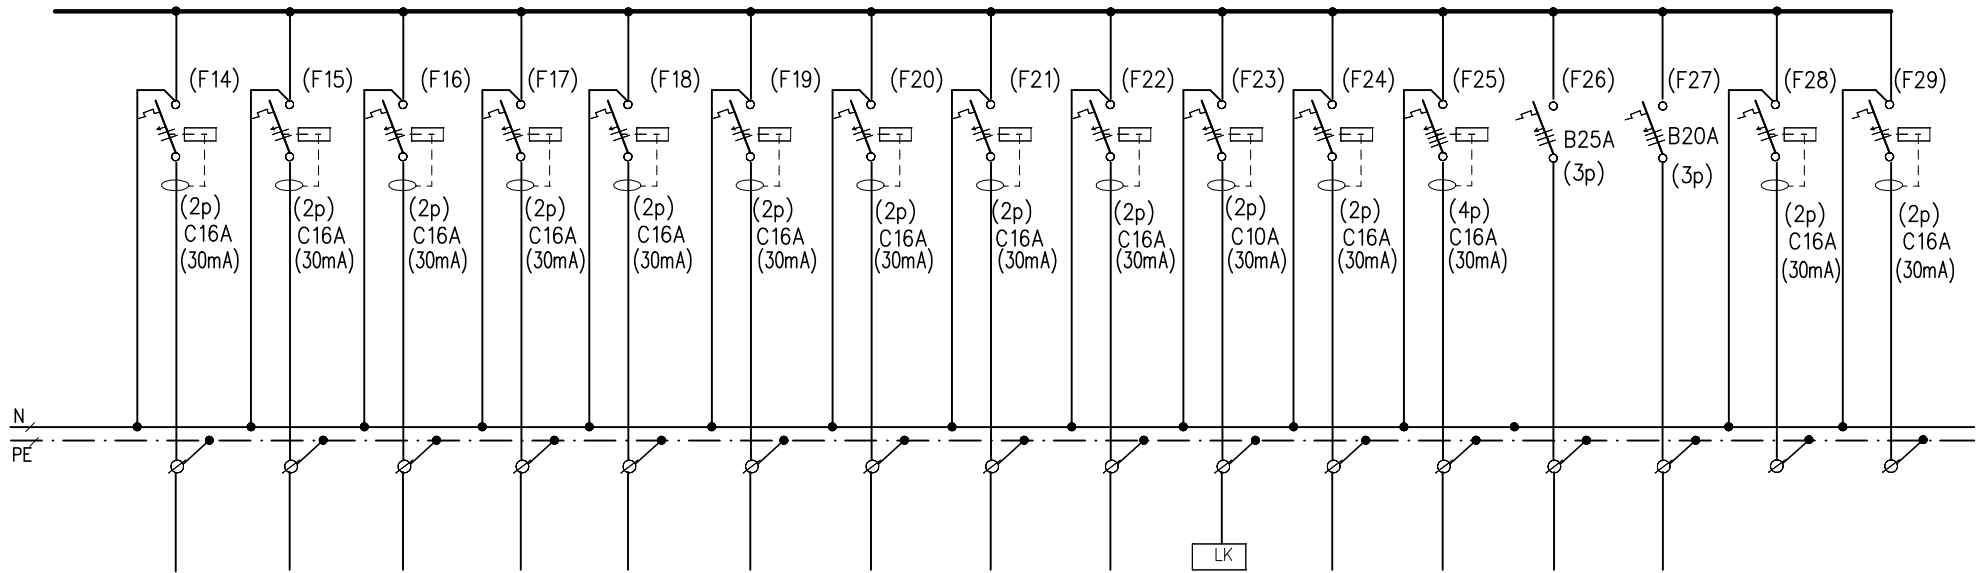 (F14) (F15) (F16) (F17) (F18) (F19) (F20) (F21) (F22) (F23) (F24) (F25) (F26) (F27) (F28) (F29)
B25A B20A
(3p) (3p)
(2p) (2p) (2p) (2p) (2p) (2p) (2p) (2p) (2p) (2p) (2p) (4p) (2p) (2p)
C16A C16A C16A C16A C16A C16A C16A C16A C16A C10A C16A C16A C16A C16A
(30mA) (30mA) (30mA) (30mA) (30mA) (30mA) (30mA) (30mA) (30mA) (30mA) (30mA) (30mA) (30mA) (30mA)
N
PE
LK